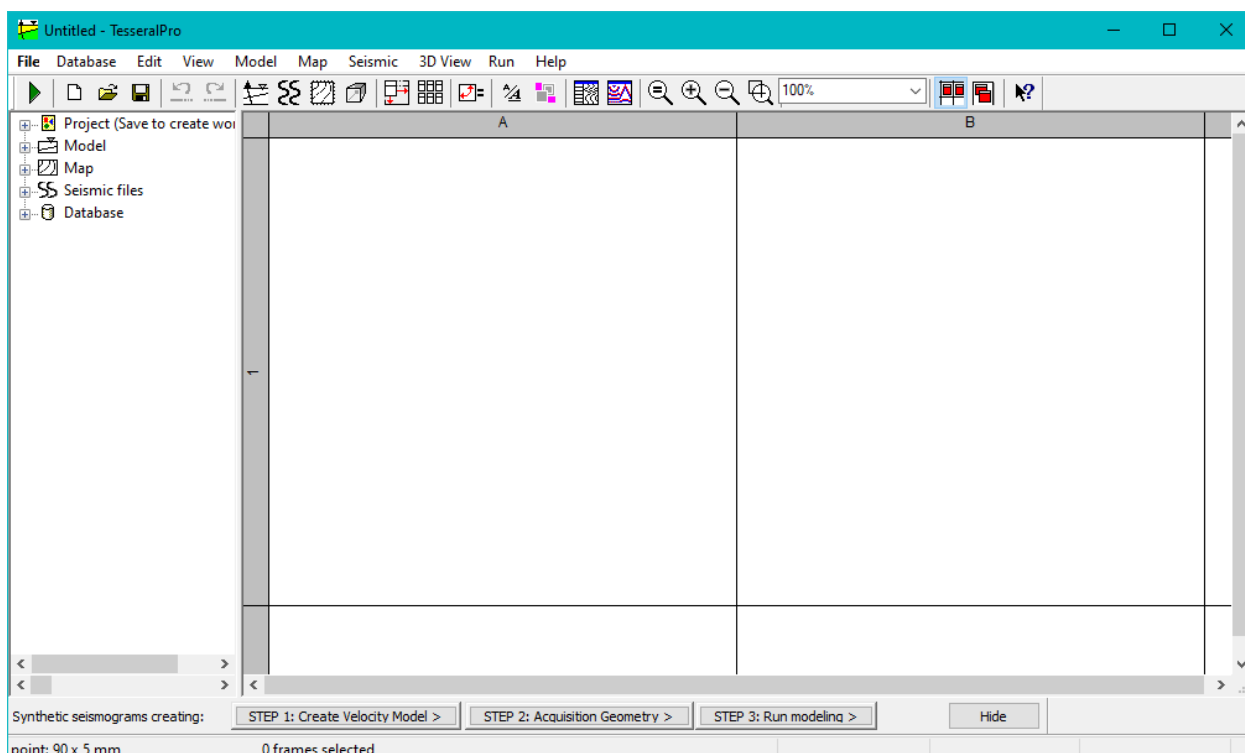 Untitled - TesseralPro
File Database Edit View Model Map Seismic 3D View Run Help
100%
Project (Save to create wor
Model
Map
Seismic files
Database
A B
1
Synthetic seismograms creating: STEP 1: Create Velocity Model > STEP 2: Acquisition Geometry > STEP 3: Run modeling > Hide
point: 90 x 5 mm 0 frames selected